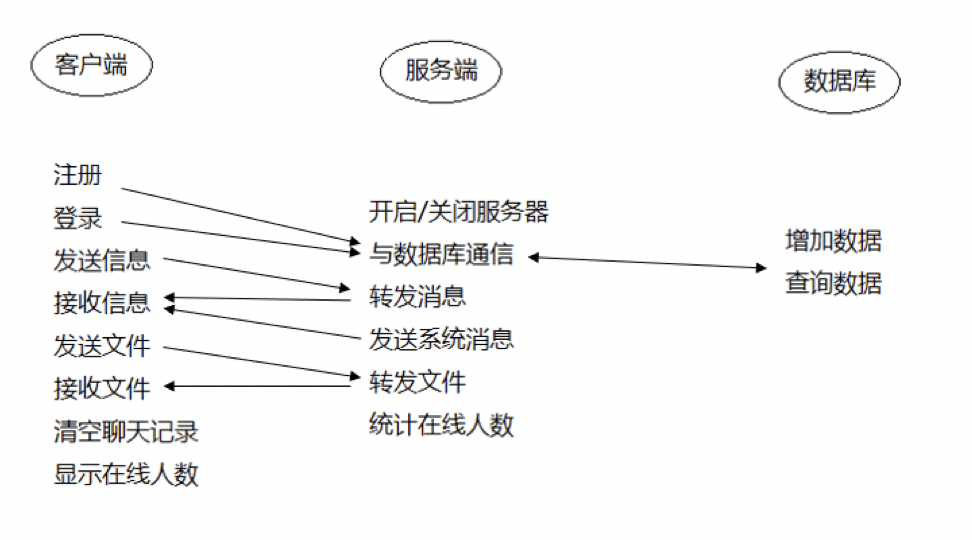 客户端
服务端
数据库
注册
登录
发送信息
接收信息
发送文件
接收文件
清空聊天记录
显示在线人数
开启/关闭服务器
与数据库通信
转发消息
发送系统消息
转发文件
统计在线人数
增加数据
查询数据